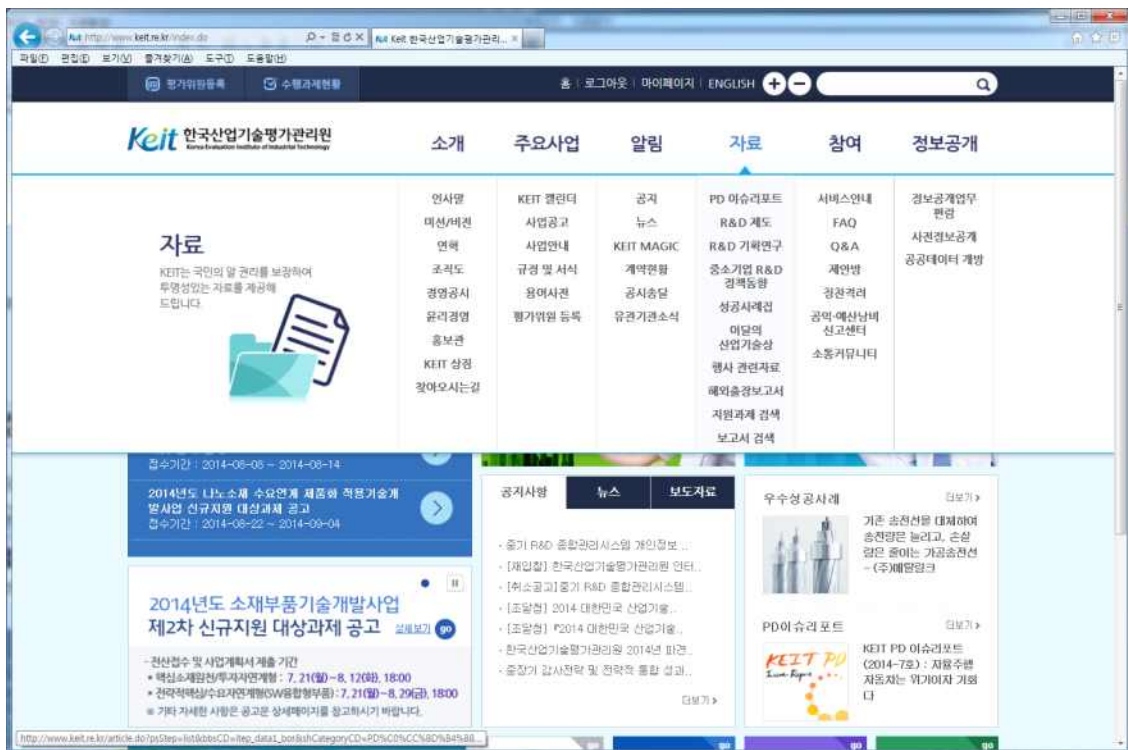 http://www.keit.re.kr/index.do
Keit 한국산업기술평가관리...
파일(F) 편집(E) 보기(V) 즐겨찾기(A) 도구(T) 도움말(H)
평가위원등록 수행과제현황 홈 로그아웃 마이페이지 ENGLISH
Keit 한국산업기술평가관리원
Korea Evaluation Institute of Industrial Technology
소개 주요사업 알림 자료 참여 정보공개
자료
KEIT는 국민의 알 권리를 보장하여
투명성있는 자료를 제공해
드립니다.
인사말
미션/비전
연혁
조직도
경영공시
윤리경영
홍보관
KEIT 상징
찾아오시는길
KEIT 캘린더
사업공고
사업안내
규정 및 서식
용어사전
평가위원 등록
공지
뉴스
KEIT MAGIC
계약현황
공시송달
유관기관소식
PD 이슈리포트
R&D 제도
R&D 기획연구
중소기업 R&D
정책동향
성공사례집
이달의
산업기술상
행사 관련자료
해외출장보고서
지원과제 검색
보고서 검색
서비스안내
FAQ
Q&A
제안방
칭찬격려
공익·예산낭비
신고센터
소통커뮤니티
정보공개업무
편람
사전정보공개
공공데이터 개방
접수기간 : 2014-08-08 ~ 2014-08-14
2014년도 나노소재 수요연계 제품화 적용기술개
발사업 신규지원 대상과제 공고
접수기간 : 2014-08-22 ~ 2014-09-04
2014년도 소재부품기술개발사업
제2차 신규지원 대상과제 공고 상세보기 go
- 전산접수 및 사업계획서 제출 기간
• 핵심소재원천/투자자연계형 : 7. 21(월)~8. 12(화), 18:00
• 전략적핵심/수요자연계형(SW융합형부품) : 7. 21(월)~8. 29(금), 18:00
※ 기타 자세한 사항은 공고문 상세페이지를 참고하시기 바랍니다.
공지사항 뉴스 보도자료
· 중기 R&D 종합관리시스템 개인정보 ..
· [재입찰] 한국산업기술평가관리원 인터..
· [취소공고]중기 R&D 종합관리시스템..
· [조달청] 2014 대한민국 산업기술..
· [조달청] 『2014 대한민국 산업기술..
· 한국산업기술평가관리원 2014년 파견..
· 중장기 감사전략 및 전략적 통합 성과..
더보기 >
우수성공사례 더보기 >
기존 송전선을 대체하여
송전량은 늘리고, 손실
량은 줄이는 가공송전선
- (주)메탈링크
PD이슈리포트 더보기 >
KEIT PD
Issue Report
KEIT PD 이슈리포트
(2014-7호) : 자율주행
자동차는 위기이자 기회
다
go go go go